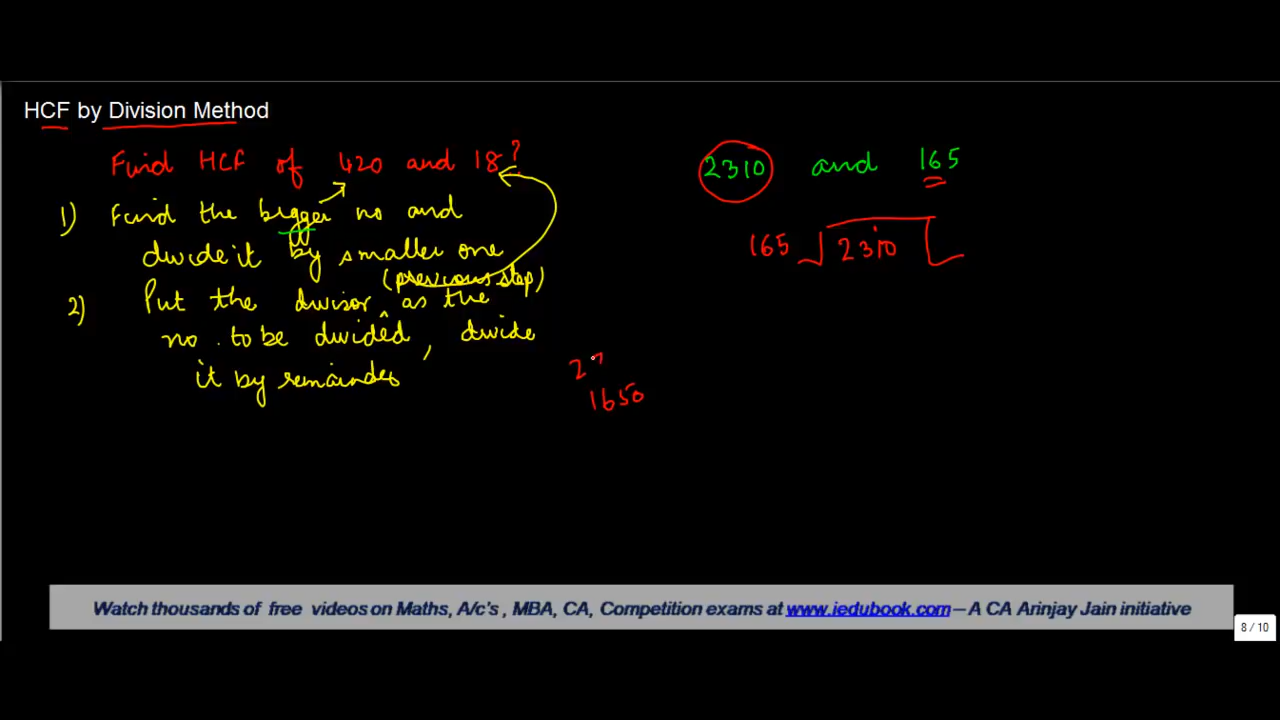 HCF by Division Method
Find HCF of 420 and 18?
1) Find the bigger no and
divide it by smaller one
(previous step)
2) Put the divisor as the
no. to be divided, divide
it by remainder
2310 and 165
165 2310
2
1650
Watch thousands of free videos on Maths, A/c's , MBA, CA, Competition exams at www.iedubook.com – A CA Arinjay Jain initiative
8 / 10